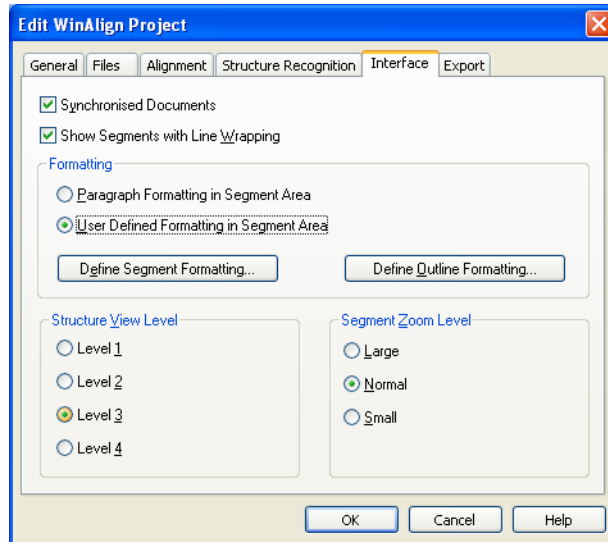 Edit WinAlign Project
General Files Alignment Structure Recognition Interface Export
Synchronised Documents
Show Segments with Line Wrapping
Formatting
Paragraph Formatting in Segment Area
User Defined Formatting in Segment Area
Define Segment Formatting... Define Outline Formatting...
Structure View Level Segment Zoom Level
Level 1 Large
Level 2 Normal
Level 3 Small
Level 4
OK Cancel Help